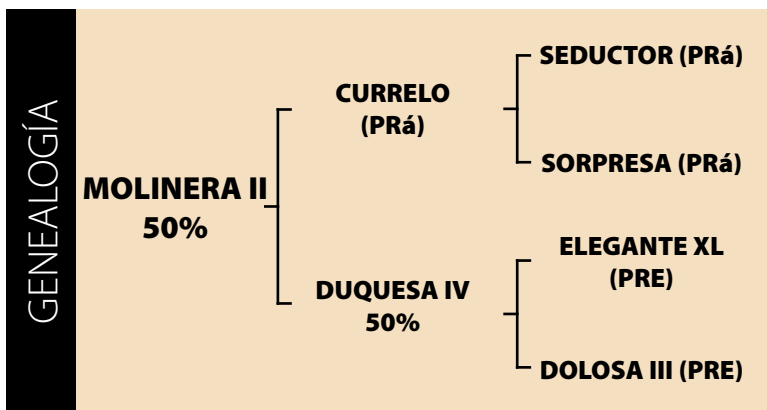 GENEALOGÍA
MOLINERA II
50%
CURRELO
(PRá)
SEDUCTOR (PRá)
SORPRESA (PRá)
DUQUESA IV
50%
ELEGANTE XL
(PRE)
DOLOSA III (PRE)